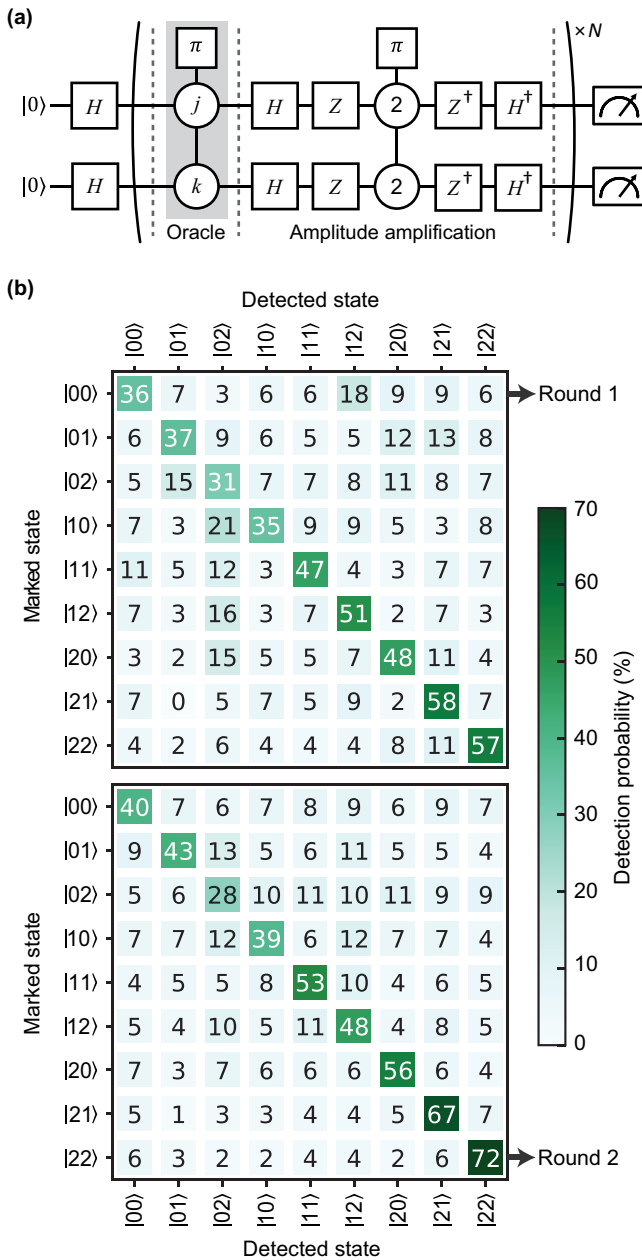 (a)
π π × N
|0⟩ H j H Z 2 Z† H†
|0⟩ H k H Z 2 Z† H†
Oracle Amplitude amplification
(b)
Detected state
|00⟩ |01⟩ |02⟩ |10⟩ |11⟩ |12⟩ |20⟩ |21⟩ |22⟩
|00⟩ 36 7 3 6 6 18 9 9 6 Round 1
|01⟩ 6 37 9 6 5 5 12 13 8
|02⟩ 5 15 31 7 7 8 11 8 7
|10⟩ 7 3 21 35 9 9 5 3 8
|11⟩ 11 5 12 3 47 4 3 7 7
|12⟩ 7 3 16 3 7 51 2 7 3
|20⟩ 3 2 15 5 5 7 48 11 4
|21⟩ 7 0 5 7 5 9 2 58 7
|22⟩ 4 2 6 4 4 4 8 11 57
Marked state
|00⟩ 40 7 6 7 8 9 6 9 7
|01⟩ 9 43 13 5 6 11 5 5 4
|02⟩ 5 6 28 10 11 10 11 9 9
|10⟩ 7 7 12 39 6 12 7 7 4
|11⟩ 4 5 5 8 53 10 4 6 5
|12⟩ 5 4 10 5 11 48 4 8 5
|20⟩ 7 3 7 6 6 6 56 6 4
|21⟩ 5 1 3 3 4 4 5 67 7
|22⟩ 6 3 2 2 4 4 2 6 72 Round 2
Marked state
|00⟩ |01⟩ |02⟩ |10⟩ |11⟩ |12⟩ |20⟩ |21⟩ |22⟩
Detected state
70
60
50
40
30
20
10
0
Detection probability (%)